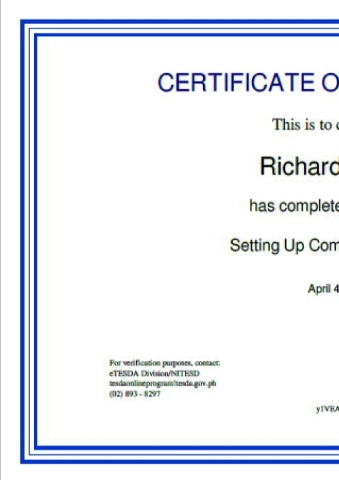 CERTIFICATE O
This is to c
Richard
has complete
Setting Up Com
April 4
For verification purposes, contact:
eTESDA Division/NITESD
tesdaonlineprogram@tesda.gov.ph
(02) 893 - 8297
yIVEA